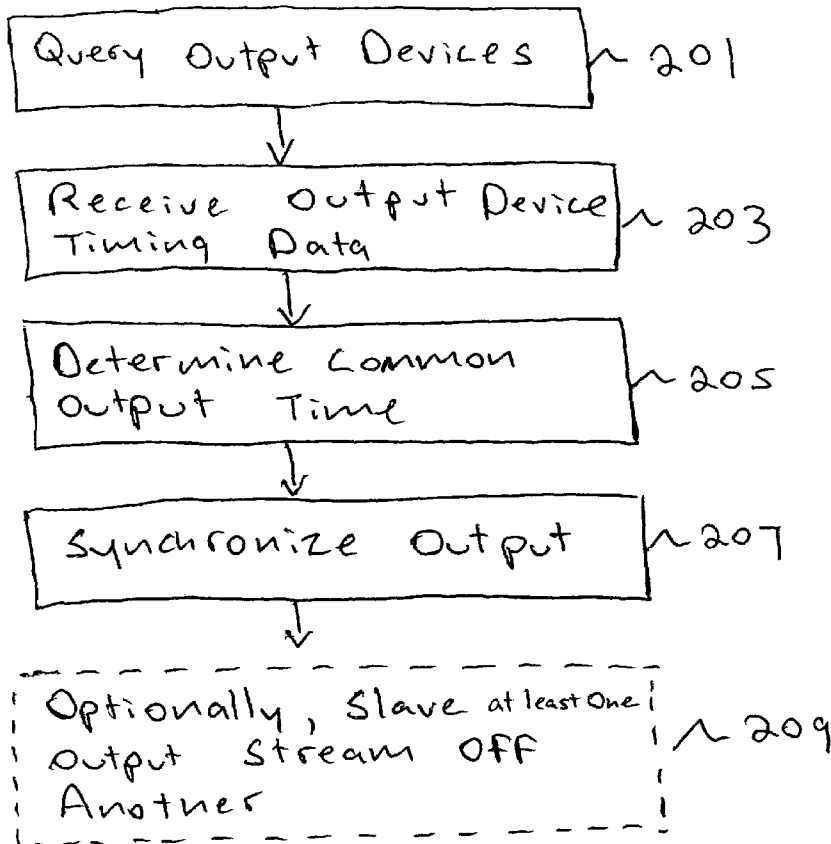 Query Output Devices 201
Receive Output Device 203
Timing Data
Determine Common 205
Output Time
Synchronize Output 207
Optionally, Slave at least One
Output Stream Off 209
Another